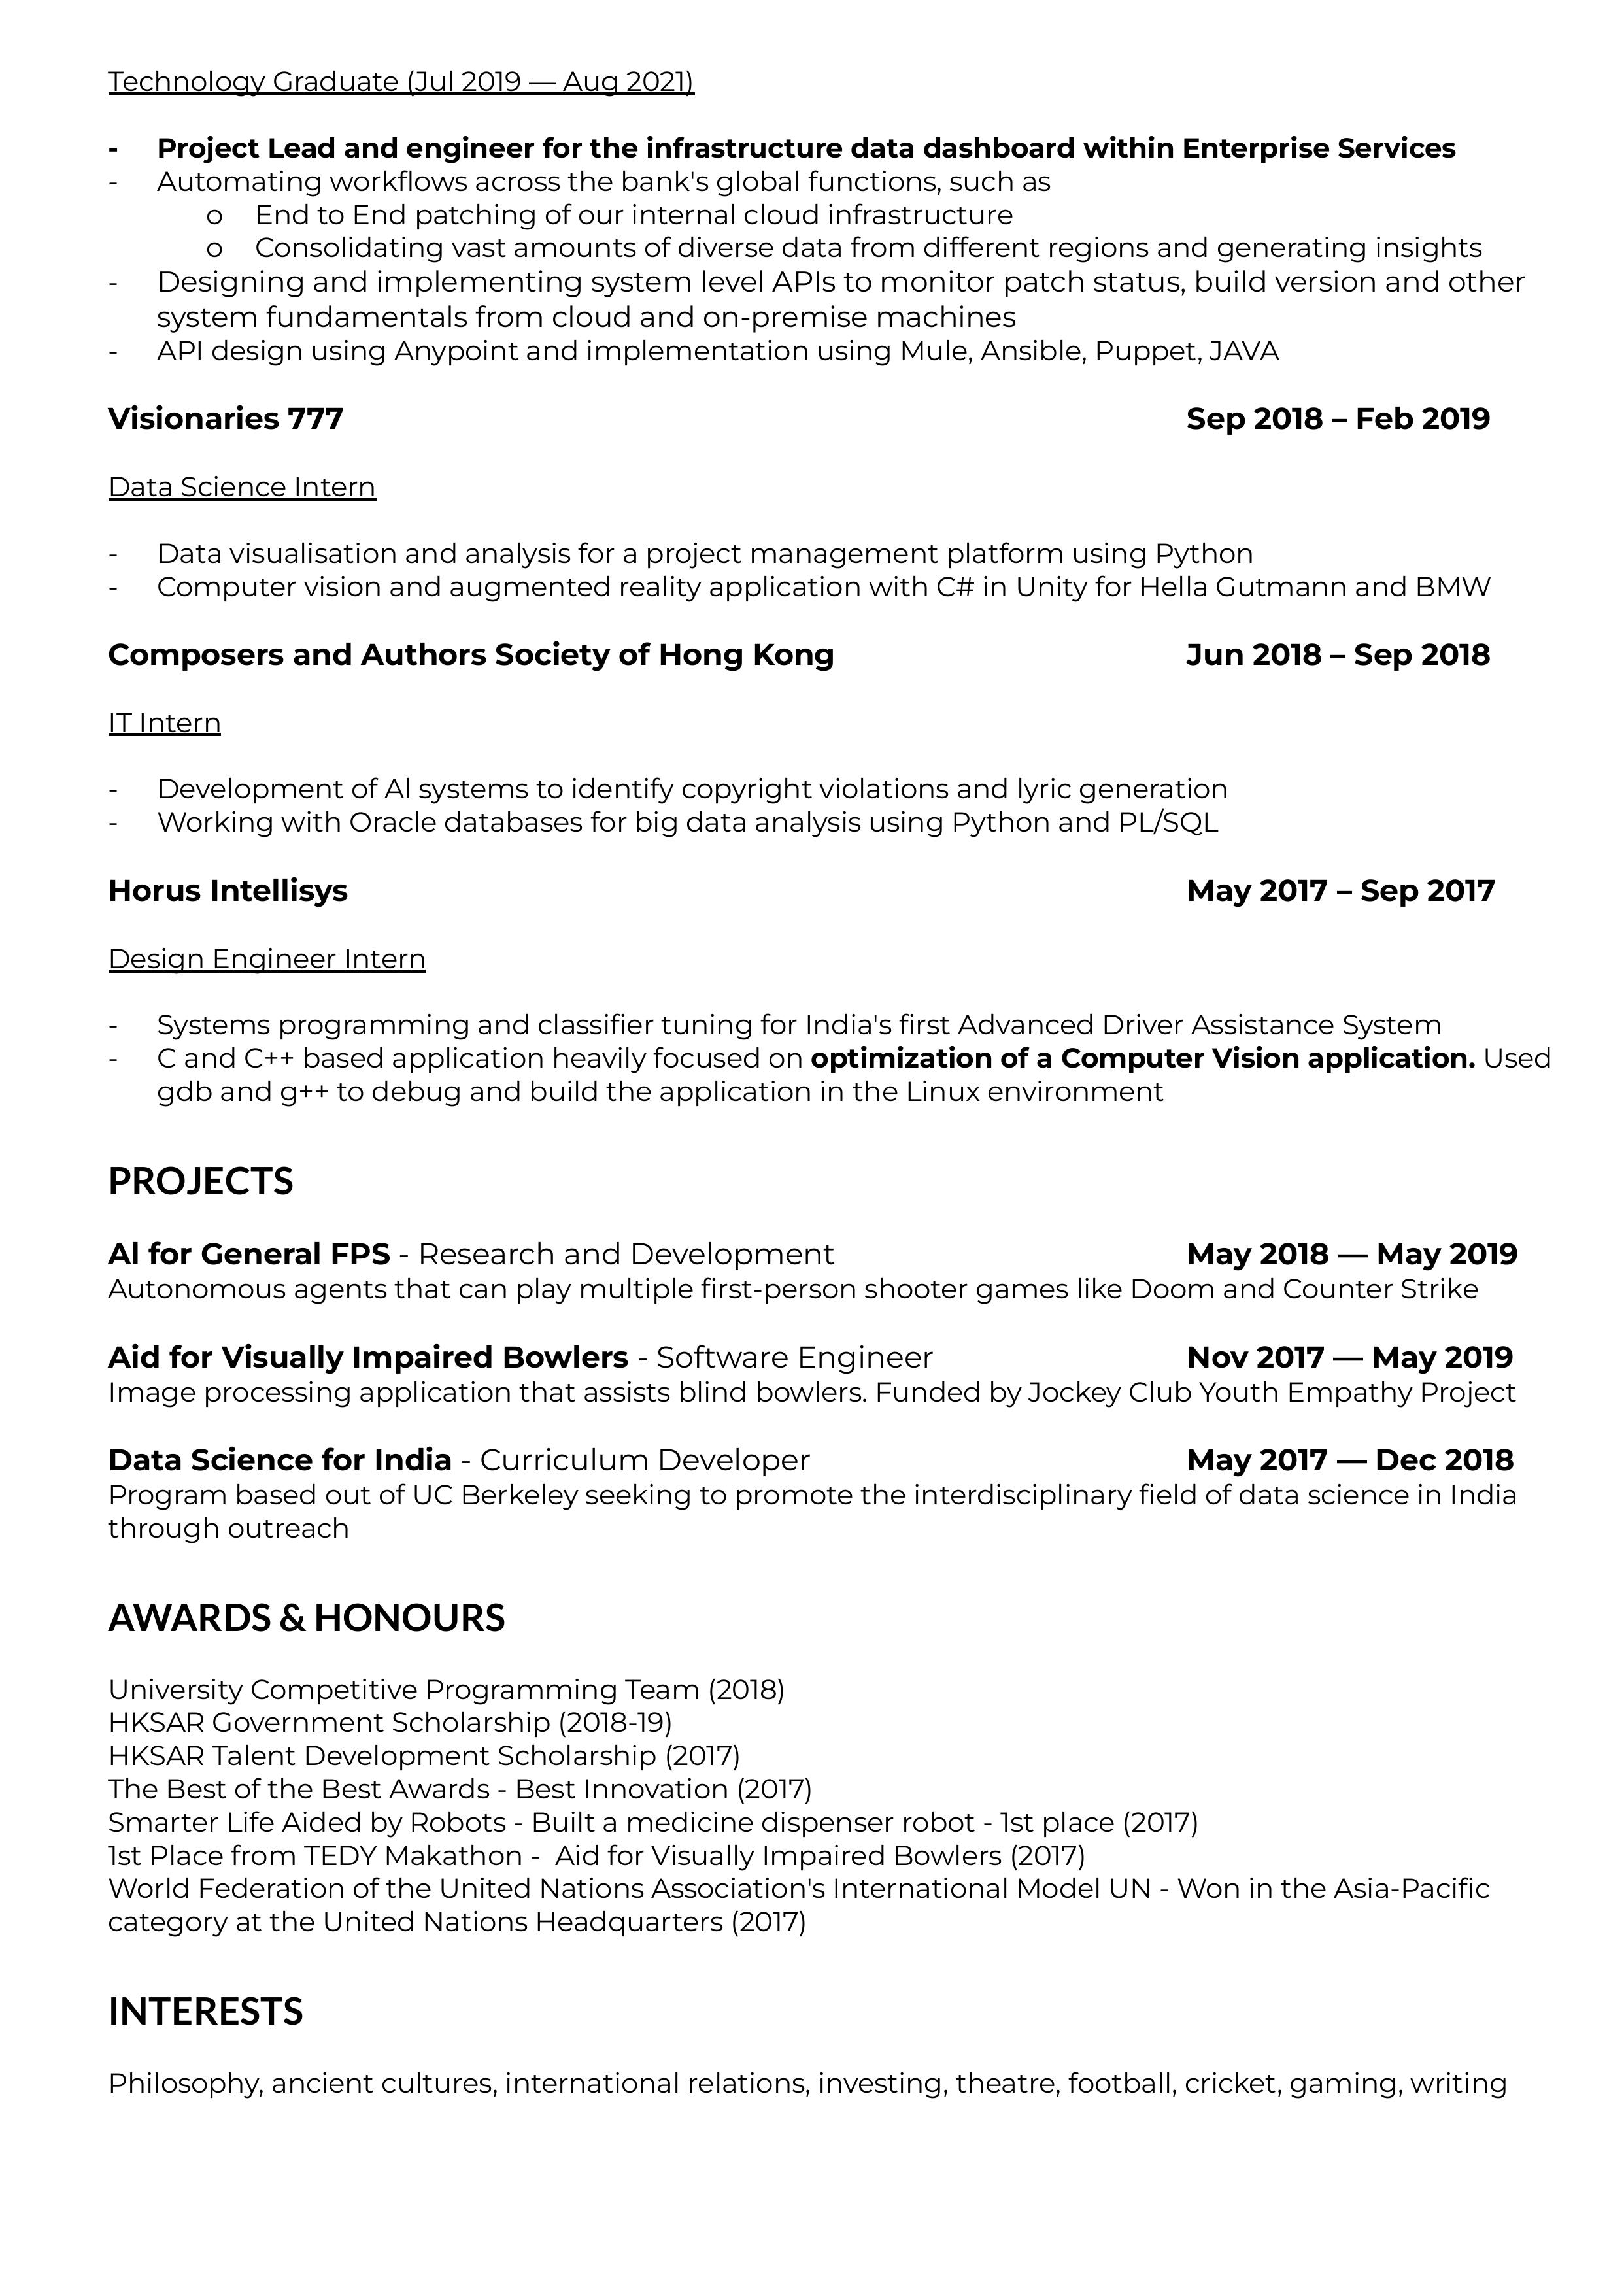 Technology Graduate (Jul 2019 — Aug 2021)
- Project Lead and engineer for the infrastructure data dashboard within Enterprise Services
- Automating workflows across the bank's global functions, such as
o End to End patching of our internal cloud infrastructure
o Consolidating vast amounts of diverse data from different regions and generating insights
- Designing and implementing system level APIs to monitor patch status, build version and other
system fundamentals from cloud and on-premise machines
- API design using Anypoint and implementation using Mule, Ansible, Puppet, JAVA
Visionaries 777 Sep 2018 – Feb 2019
Data Science Intern
- Data visualisation and analysis for a project management platform using Python
- Computer vision and augmented reality application with C# in Unity for Hella Gutmann and BMW
Composers and Authors Society of Hong Kong Jun 2018 – Sep 2018
IT Intern
- Development of Al systems to identify copyright violations and lyric generation
- Working with Oracle databases for big data analysis using Python and PL/SQL
Horus Intellisys May 2017 – Sep 2017
Design Engineer Intern
- Systems programming and classifier tuning for India's first Advanced Driver Assistance System
- C and C++ based application heavily focused on optimization of a Computer Vision application. Used
gdb and g++ to debug and build the application in the Linux environment
PROJECTS
Al for General FPS - Research and Development May 2018 — May 2019
Autonomous agents that can play multiple first-person shooter games like Doom and Counter Strike
Aid for Visually Impaired Bowlers - Software Engineer Nov 2017 — May 2019
Image processing application that assists blind bowlers. Funded by Jockey Club Youth Empathy Project
Data Science for India - Curriculum Developer May 2017 — Dec 2018
Program based out of UC Berkeley seeking to promote the interdisciplinary field of data science in India
through outreach
AWARDS & HONOURS
University Competitive Programming Team (2018)
HKSAR Government Scholarship (2018-19)
HKSAR Talent Development Scholarship (2017)
The Best of the Best Awards - Best Innovation (2017)
Smarter Life Aided by Robots - Built a medicine dispenser robot - 1st place (2017)
1st Place from TEDY Makathon - Aid for Visually Impaired Bowlers (2017)
World Federation of the United Nations Association's International Model UN - Won in the Asia-Pacific
category at the United Nations Headquarters (2017)
INTERESTS
Philosophy, ancient cultures, international relations, investing, theatre, football, cricket, gaming, writing